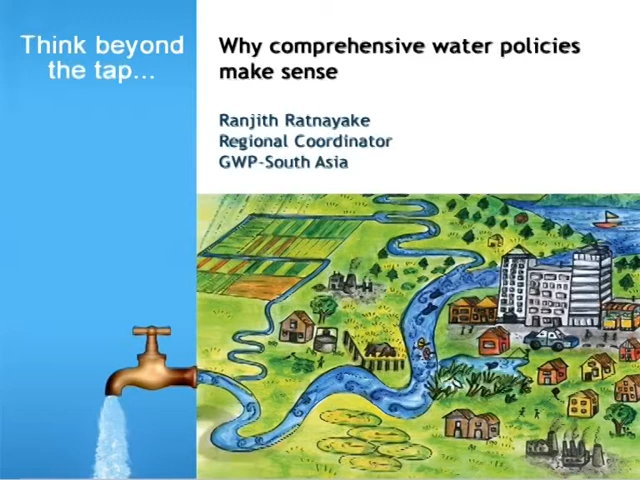 Think beyond
the tap...
Why comprehensive water policies
make sense
Ranjith Ratnayake
Regional Coordinator
GWP-South Asia